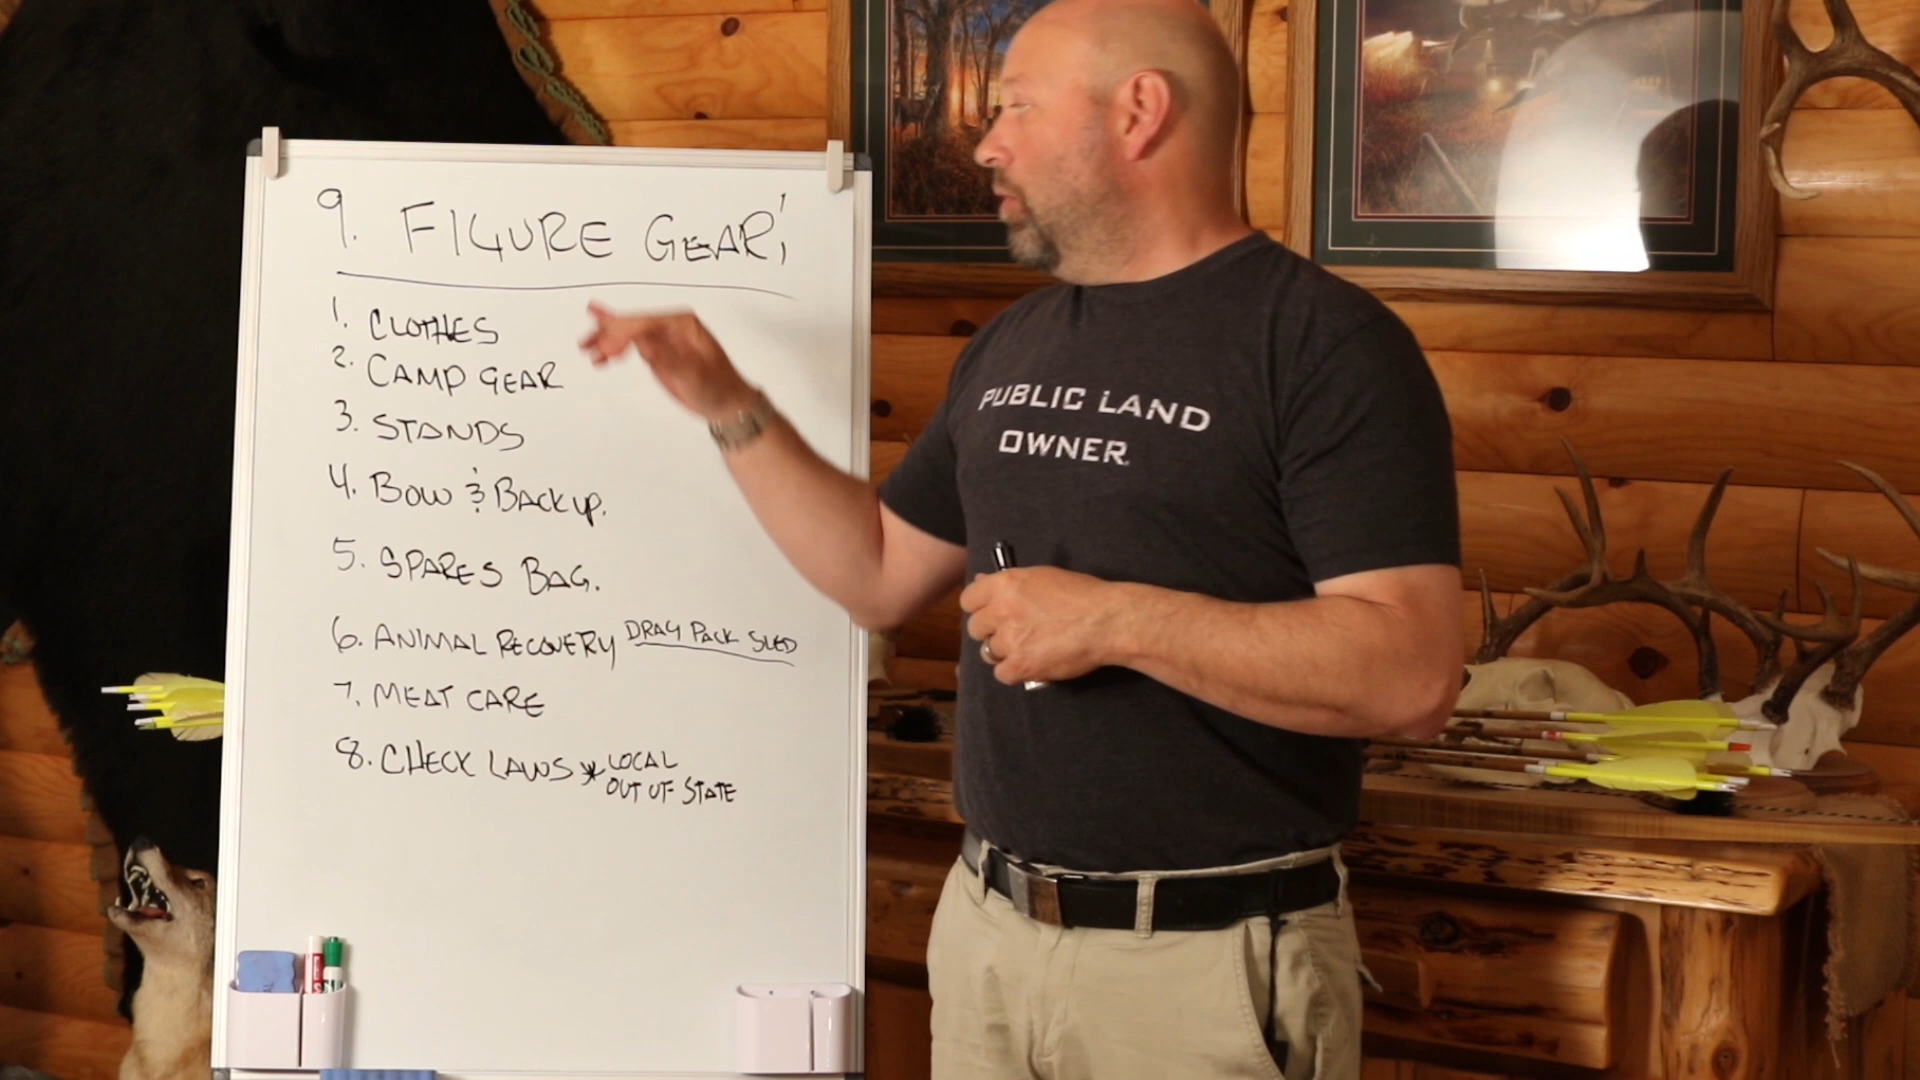 9. FIGURE GEAR;
1. CLOTHES
2. CAMP GEAR
3. STANDS
4. BOW & BACKUP.
5. SPARES BAG.
6. ANIMAL RECOVERY DRAG PACK SLED
7. MEAT CARE
8. CHECK LAWS * LOCAL
OUT OF STATE
PUBLIC LAND
OWNER.